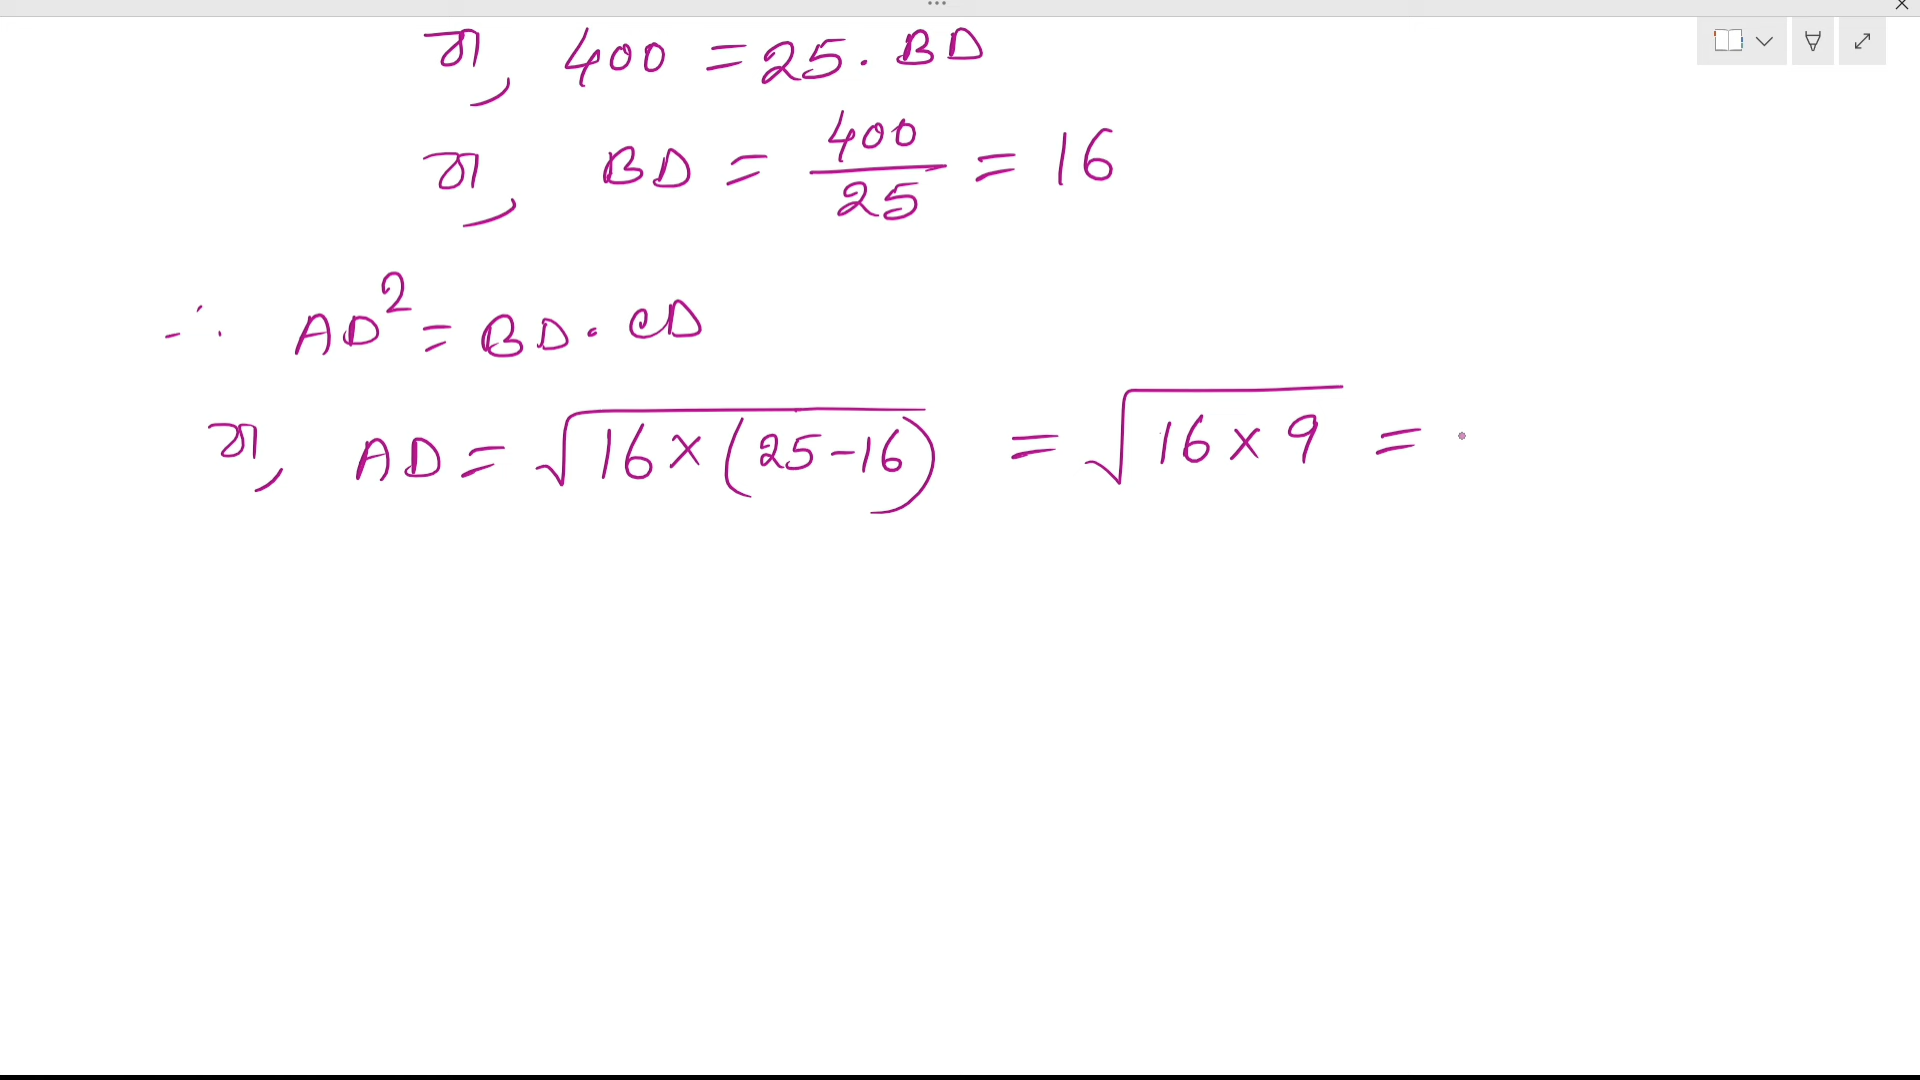 বা, 400 = 25 . BD
বা, BD = 400/25 = 16
∴ AD² = BD . CD
বা, AD = √(16 × (25-16)) = √(16 × 9) =